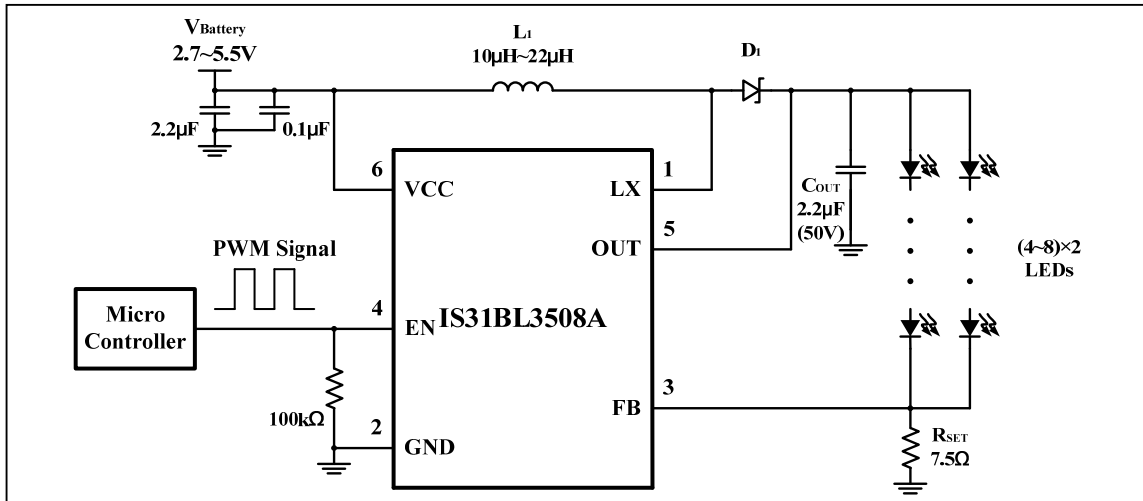 VBattery
2.7~5.5V
L1
10μH~22μH
D1
2.2μF
0.1μF
6
VCC
1
LX
COUT
2.2μF
(50V)
5
OUT
PWM Signal
(4~8)×2
LEDs
Micro
Controller
4
EN
IS31BL3508A
3
FB
100kΩ
2
GND
RSET
7.5Ω